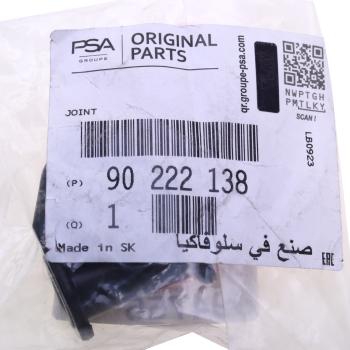 PSA
GROUPE
ORIGINAL
PARTS
qr.groupe-psa.com
NWPTGH
PMTLKY
SCAN!
LB0923
JOINT
(P) 90 222 138
(Q) 1
Made in SK
صنع في سلوفاكيا
EAC